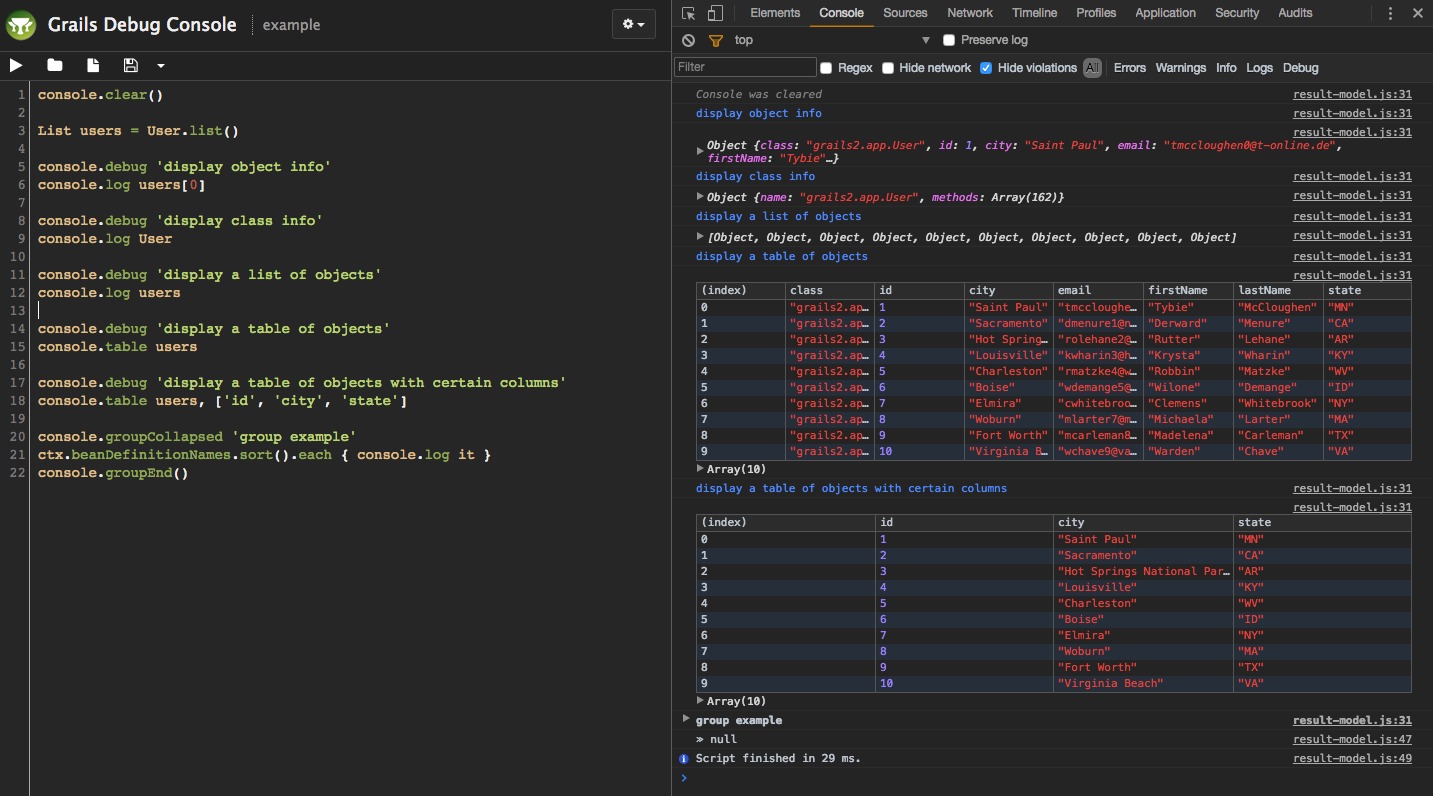 Grails Debug Console
example
1 console.clear()
2
3 List users = User.list()
4
5 console.debug 'display object info'
6 console.log users[0]
7
8 console.debug 'display class info'
9 console.log User
10
11 console.debug 'display a list of objects'
12 console.log users
13
14 console.debug 'display a table of objects'
15 console.table users
16
17 console.debug 'display a table of objects with certain columns'
18 console.table users, ['id', 'city', 'state']
19
20 console.groupCollapsed 'group example'
21 ctx.beanDefinitionNames.sort().each { console.log it }
22 console.groupEnd()
Elements Console Sources Network Timeline Profiles Application Security Audits
top Preserve log
Filter Regex Hide network Hide violations All Errors Warnings Info Logs Debug
Console was cleared result-model.js:31
display object info result-model.js:31
result-model.js:31
Object {class: "grails2.app.User", id: 1, city: "Saint Paul", email: "tmccloughen0@t-online.de",
firstName: "Tybie"…}
display class info result-model.js:31
Object {name: "grails2.app.User", methods: Array(162)} result-model.js:31
display a list of objects result-model.js:31
[Object, Object, Object, Object, Object, Object, Object, Object, Object, Object] result-model.js:31
display a table of objects result-model.js:31
result-model.js:31
(index) class id city email firstName lastName state
0 "grails2.ap… 1 "Saint Paul" "tmccloughe… "Tybie" "McCloughen" "MN"
1 "grails2.ap… 2 "Sacramento" "dmenure1@n… "Derward" "Menure" "CA"
2 "grails2.ap… 3 "Hot Spring… "rolehane2@… "Rutter" "Lehane" "AR"
3 "grails2.ap… 4 "Louisville" "kwharin3@h… "Krysta" "Wharin" "KY"
4 "grails2.ap… 5 "Charleston" "rmatzke4@w… "Robbin" "Matzke" "WV"
5 "grails2.ap… 6 "Boise" "wdemange5@… "Wilone" "Demange" "ID"
6 "grails2.ap… 7 "Elmira" "cwhitebroo… "Clemens" "Whitebrook" "NY"
7 "grails2.ap… 8 "Woburn" "mlarter7@m… "Michaela" "Larter" "MA"
8 "grails2.ap… 9 "Fort Worth" "mcarleman8… "Madelena" "Carleman" "TX"
9 "grails2.ap… 10 "Virginia B… "wchave9@va… "Warden" "Chave" "VA"
Array(10)
display a table of objects with certain columns result-model.js:31
result-model.js:31
(index) id city state
0 1 "Saint Paul" "MN"
1 2 "Sacramento" "CA"
2 3 "Hot Springs National Par… "AR"
3 4 "Louisville" "KY"
4 5 "Charleston" "WV"
5 6 "Boise" "ID"
6 7 "Elmira" "NY"
7 8 "Woburn" "MA"
8 9 "Fort Worth" "TX"
9 10 "Virginia Beach" "VA"
Array(10)
group example result-model.js:31
» null result-model.js:47
Script finished in 29 ms. result-model.js:49